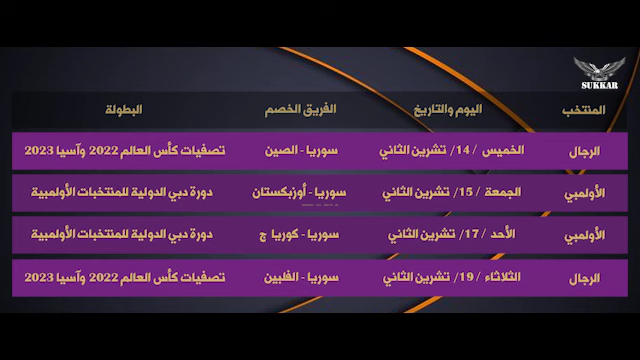 SUKKAR
المنتخب اليوم والتاريخ الفريق الخصم البطولة
الرجال الخميس /14/ تشرين الثاني سوريا - الصين تصفيات كأس العالم 2022 وآسيا 2023
الأولمبي الجمعة /15/ تشرين الثاني سوريا - أوزبكستان دورة دبي الدولية للمنتخبات الأولمبية
الأولمبي الأحد /17/ تشرين الثاني سوريا - كوريا ج دورة دبي الدولية للمنتخبات الأولمبية
الرجال الثلاثاء /19/ تشرين الثاني سوريا - الفلبين تصفيات كأس العالم 2022 وآسيا 2023